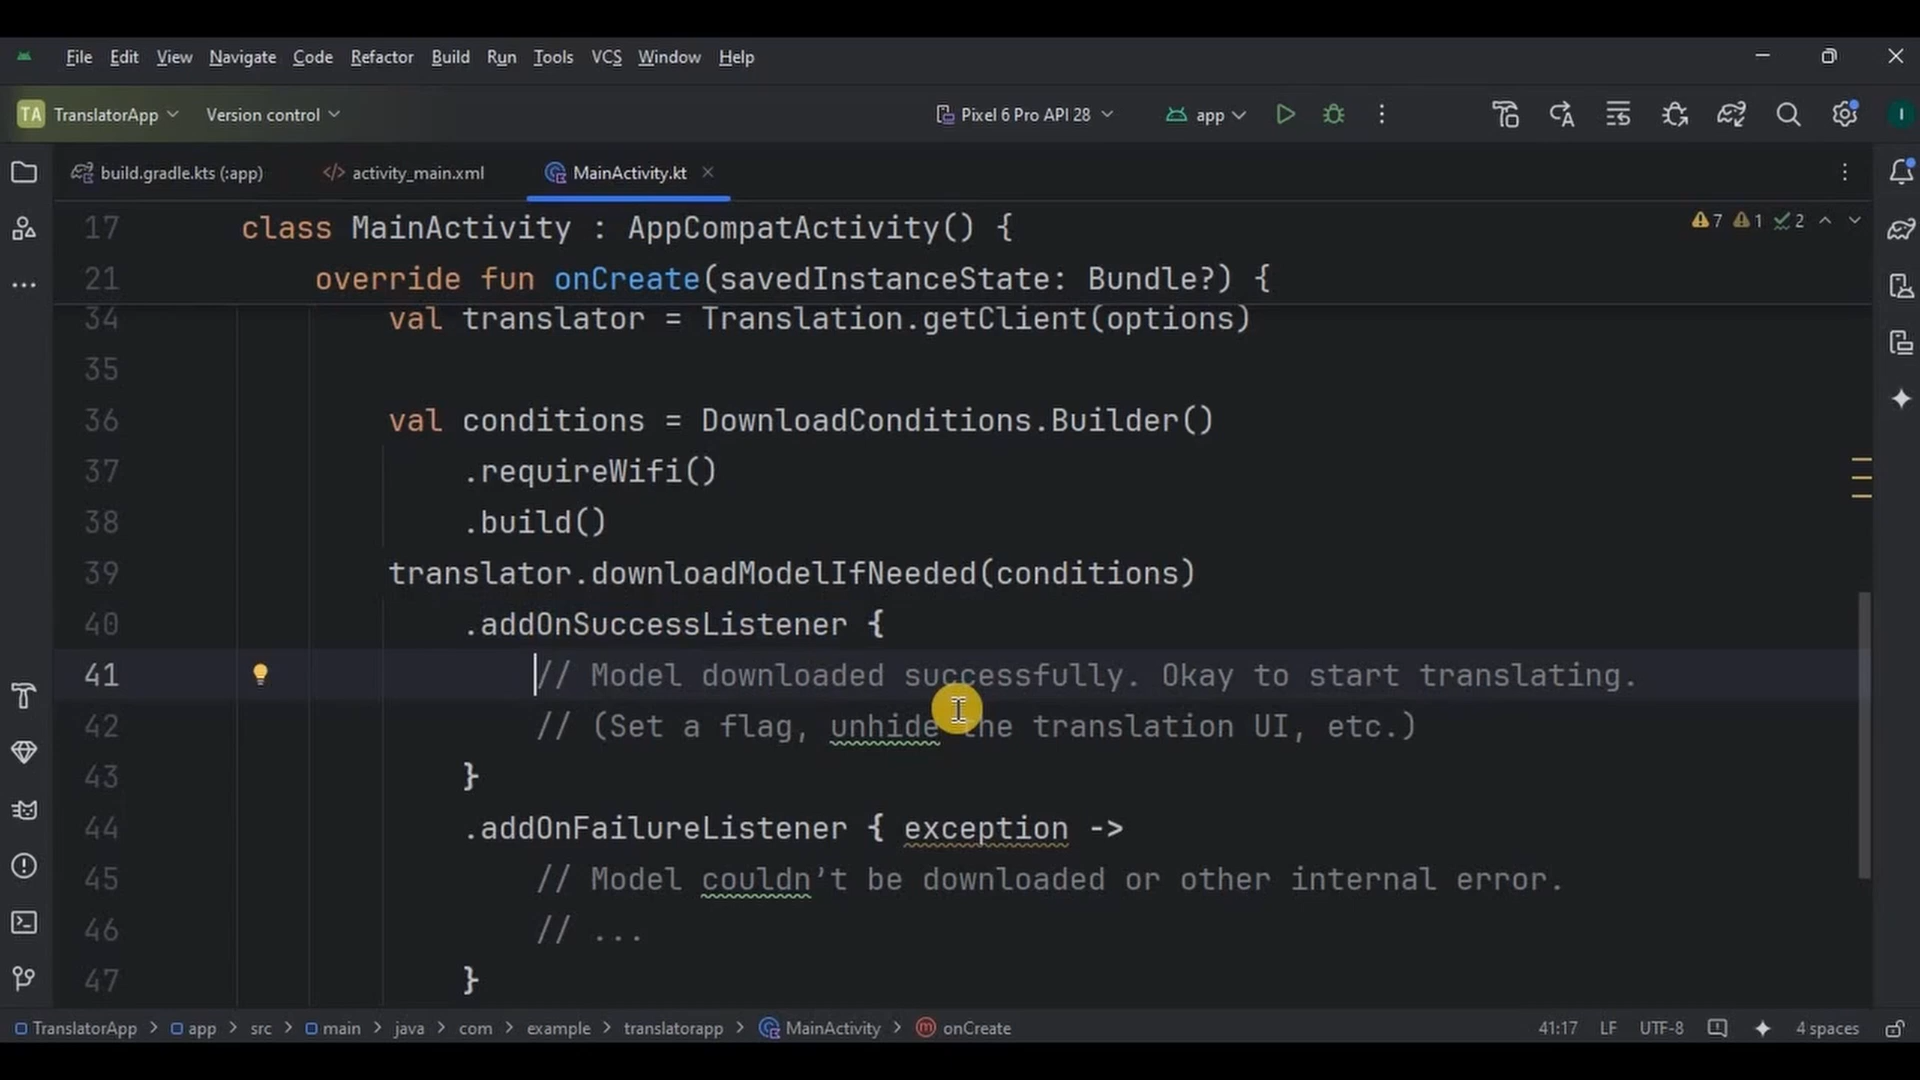 File Edit View Navigate Code Refactor Build Run Tools VCS Window Help
TA TranslatorApp Version control Pixel 6 Pro API 28 app I
build.gradle.kts (:app) activity_main.xml MainActivity.kt
17 class MainActivity : AppCompatActivity() { 7 1 2
21 override fun onCreate(savedInstanceState: Bundle?) {
34 val translator = Translation.getClient(options)
35
36 val conditions = DownloadConditions.Builder()
37 .requireWifi()
38 .build()
39 translator.downloadModelIfNeeded(conditions)
40 .addOnSuccessListener {
41 // Model downloaded successfully. Okay to start translating.
42 // (Set a flag, unhide the translation UI, etc.)
43 }
44 .addOnFailureListener { exception ->
45 // Model couldn’t be downloaded or other internal error.
46 // ...
47 }
TranslatorApp > app > src > main > java > com > example > translatorapp > MainActivity > onCreate 41:17 LF UTF-8 4 spaces